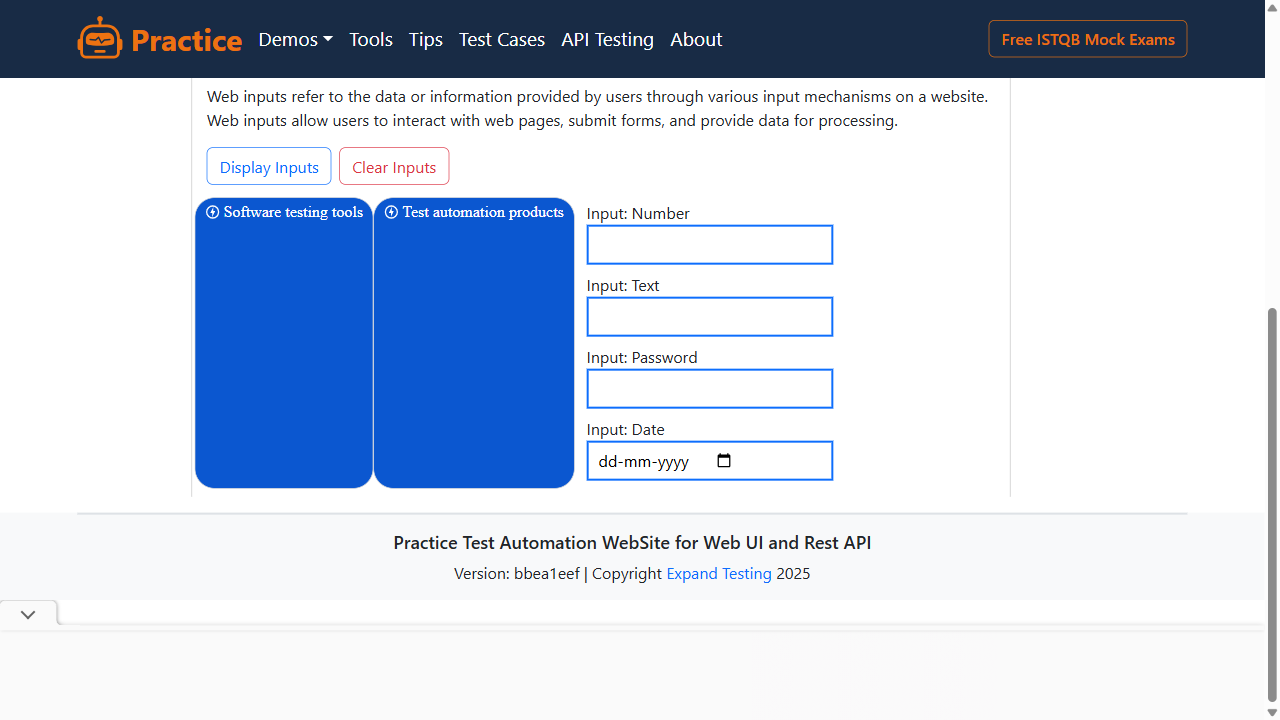 Practice Demos Tools Tips Test Cases API Testing About Free ISTQB Mock Exams
Web inputs refer to the data or information provided by users through various input mechanisms on a website.
Web inputs allow users to interact with web pages, submit forms, and provide data for processing.
Display Inputs Clear Inputs
Software testing tools
Test automation products
Input: Number
Input: Text
Input: Password
Input: Date
dd-mm-yyyy
Practice Test Automation WebSite for Web UI and Rest API
Version: bbea1eef | Copyright Expand Testing 2025